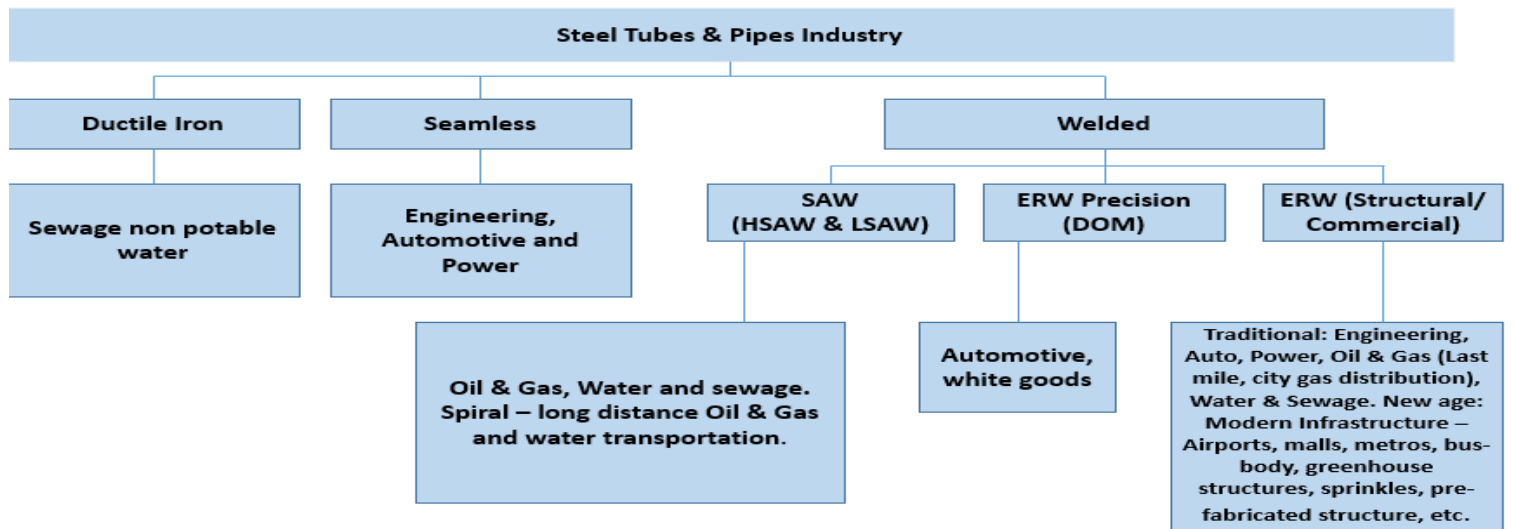 Steel Tubes & Pipes Industry
Ductile Iron
Seamless
Welded
Sewage non potable
water
Engineering,
Automotive and
Power
SAW
(HSAW & LSAW)
ERW Precision
(DOM)
ERW (Structural/
Commercial)
Oil & Gas, Water and sewage.
Spiral – long distance Oil & Gas
and water transportation.
Automotive,
white goods
Traditional: Engineering,
Auto, Power, Oil & Gas (Last
mile, city gas distribution),
Water & Sewage. New age:
Modern Infrastructure –
Airports, malls, metros, bus-
body, greenhouse
structures, sprinkles, pre-
fabricated structure, etc.